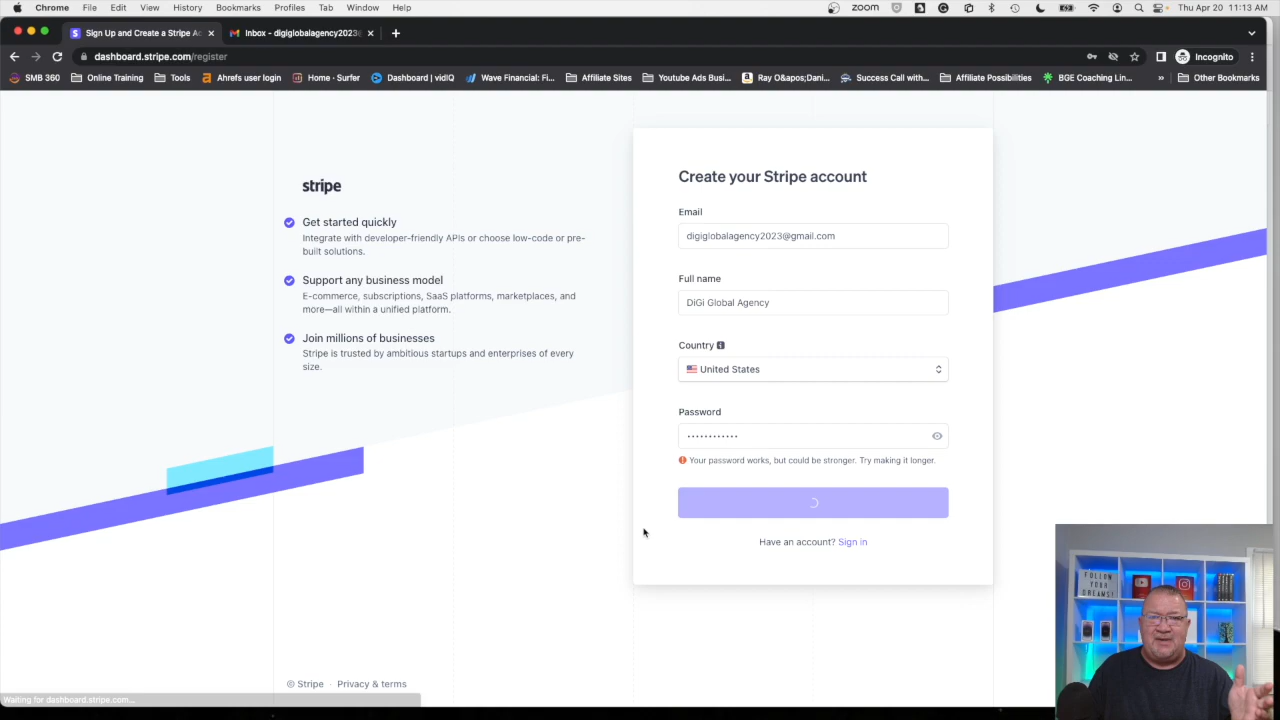 Chrome File Edit View History Bookmarks Profiles Tab Window Help zoom Thu Apr 20 11:13 AM
Sign Up and Create a Stripe Ac Inbox - digiglobalagency2023@
dashboard.stripe.com/register Incognito
SMB 360 Online Training Tools Ahrefs user login Home · Surfer Dashboard | vidIQ Wave Financial: Fi... Affiliate Sites Youtube Ads Busi... Ray O&apos;Dani... Success Call with... Affiliate Possibilities BGE Coaching Lin... » Other Bookmarks
stripe
Get started quickly
Integrate with developer-friendly APIs or choose low-code or pre-
built solutions.
Support any business model
E-commerce, subscriptions, SaaS platforms, marketplaces, and
more—all within a unified platform.
Join millions of businesses
Stripe is trusted by ambitious startups and enterprises of every
size.
Create your Stripe account
Email
digiglobalagency2023@gmail.com
Full name
DiGi Global Agency
Country
United States
Password
••••••••••••
Your password works, but could be stronger. Try making it longer.
Have an account? Sign in
© Stripe · Privacy & terms
Waiting for dashboard.stripe.com...
FOLLOW
YOUR
DREAMS!